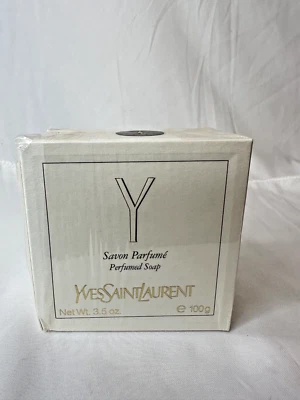 Y
Savon Parfumé
Perfumed Soap
YVESSAINTLAURENT
Net Wt. 3.5 oz. ℮ 100g